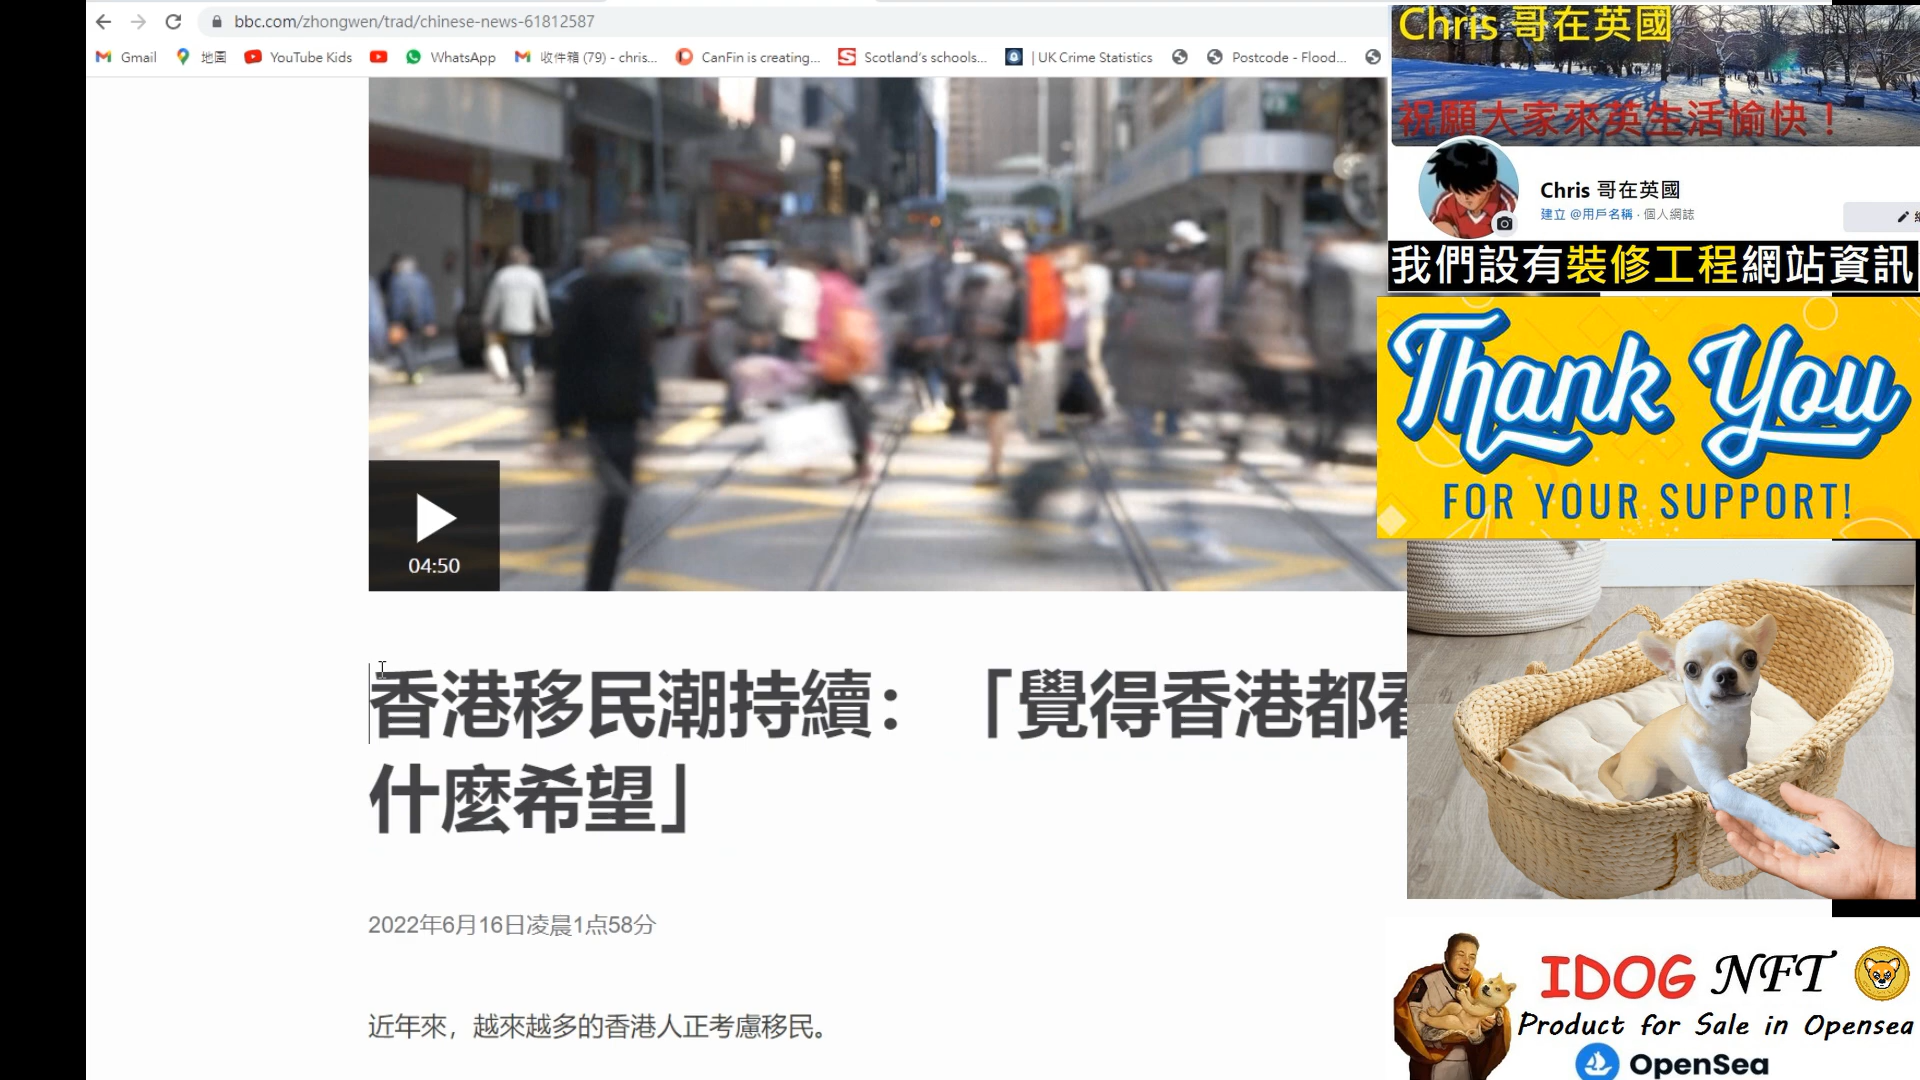 bbc.com/zhongwen/trad/chinese-news-61812587
Gmail
地圖
YouTube Kids
WhatsApp
收件箱 (79) - chris...
CanFin is creating...
Scotland's schools...
| UK Crime Statistics
Postcode - Flood...
04:50
香港移民潮持續：「覺得香港都看
什麼希望」
2022年6月16日凌晨1点58分
近年來，越來越多的香港人正考慮移民。
Chris 哥在英國
祝願大家來英生活愉快！
Chris 哥在英國
建立 @用戶名稱 · 個人網誌
我們設有裝修工程網站資訊
Thank You
FOR YOUR SUPPORT!
IDOG NFT
Product for Sale in Opensea
OpenSea